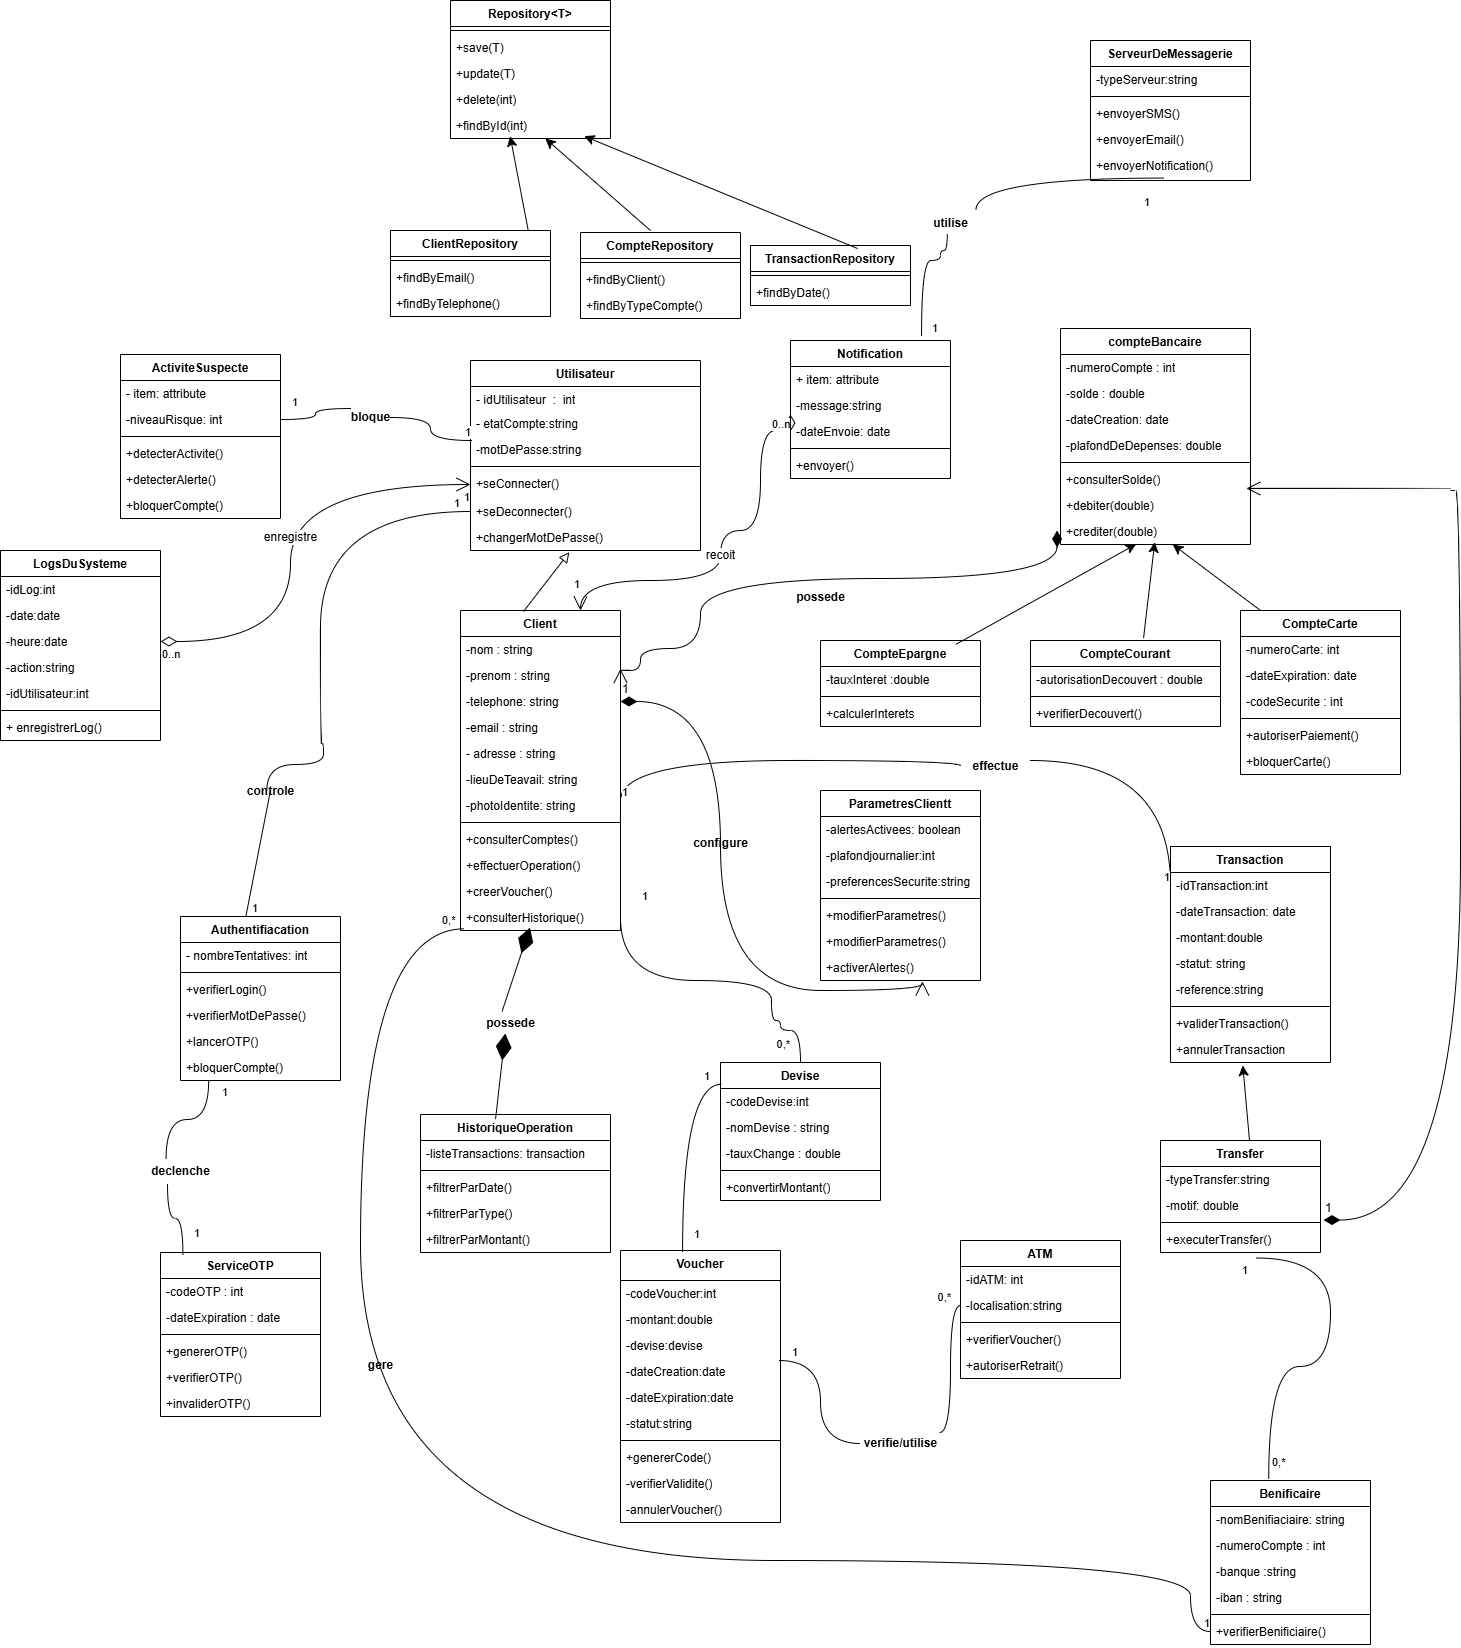 Repository<T>
+save(T)
+update(T)
+delete(int)
+findById(int)
ServeurDeMessagerie
-typeServeur:string
+envoyerSMS()
+envoyerEmail()
+envoyerNotification()
1
utilise
1
ClientRepository
+findByEmail()
+findByTelephone()
CompteRepository
+findByClient()
+findByTypeCompte()
TransactionRepository
+findByDate()
ActiviteSuspecte
- item: attribute
-niveauRisque: int
+detecterActivite()
+detecterAlerte()
+bloquerCompte()
1
bloque
1
Utilisateur
- idUtilisateur : int
- etatCompte:string
-motDePasse:string
+seConnecter()
+seDeconnecter()
+changerMotDePasse()
Notification
+ item: attribute
-message:string
-dateEnvoie: date
+envoyer()
0..n
recoit
1
compteBancaire
-numeroCompte : int
-solde : double
-dateCreation: date
-plafondDeDepenses: double
+consulterSolde()
+debiter(double)
+crediter(double)
1
1
enregistre
LogsDuSysteme
-idLog:int
-date:date
-heure:date
-action:string
-idUtilisateur:int
+ enregistrerLog()
0..n
controle
1
possede
1
Client
-nom : string
-prenom : string
-telephone: string
-email : string
- adresse : string
-lieuDeTeavail: string
-photoIdentite: string
+consulterComptes()
+effectuerOperation()
+creerVoucher()
+consulterHistorique()
CompteEpargne
-tauxInteret :double
+calculerInterets
CompteCourant
-autorisationDecouvert : double
+verifierDecouvert()
CompteCarte
-numeroCarte: int
-dateExpiration: date
-codeSecurite : int
+autoriserPaiement()
+bloquerCarte()
effectue
1
1
configure
ParametresClientt
-alertesActivees: boolean
-plafondjournalier:int
-preferencesSecurite:string
+modifierParametres()
+modifierParametres()
+activerAlertes()
Transaction
-idTransaction:int
-dateTransaction: date
-montant:double
-statut: string
-reference:string
+validerTransaction()
+annulerTransaction
Authentifiacation
- nombreTentatives: int
+verifierLogin()
+verifierMotDePasse()
+lancerOTP()
+bloquerCompte()
1
declenche
1
0,*
1
possede
0,*
HistoriqueOperation
-listeTransactions: transaction
+filtrerParDate()
+filtrerParType()
+filtrerParMontant()
Devise
-codeDevise:int
-nomDevise : string
-tauxChange : double
+convertirMontant()
1
1
Transfer
-typeTransfer:string
-motif: double
+executerTransfer()
1
1
ServiceOTP
-codeOTP : int
-dateExpiration : date
+genererOTP()
+verifierOTP()
+invaliderOTP()
gere
Voucher
-codeVoucher:int
-montant:double
-devise:devise
-dateCreation:date
-dateExpiration:date
-statut:string
+genererCode()
-verifierValidite()
-annulerVoucher()
1
verifie/utilise
0,*
ATM
-idATM: int
-localisation:string
+verifierVoucher()
+autoriserRetrait()
0,*
Benificaire
-nomBenifiaciaire: string
-numeroCompte : int
-banque :string
-iban : string
+verifierBenificiaire()
1